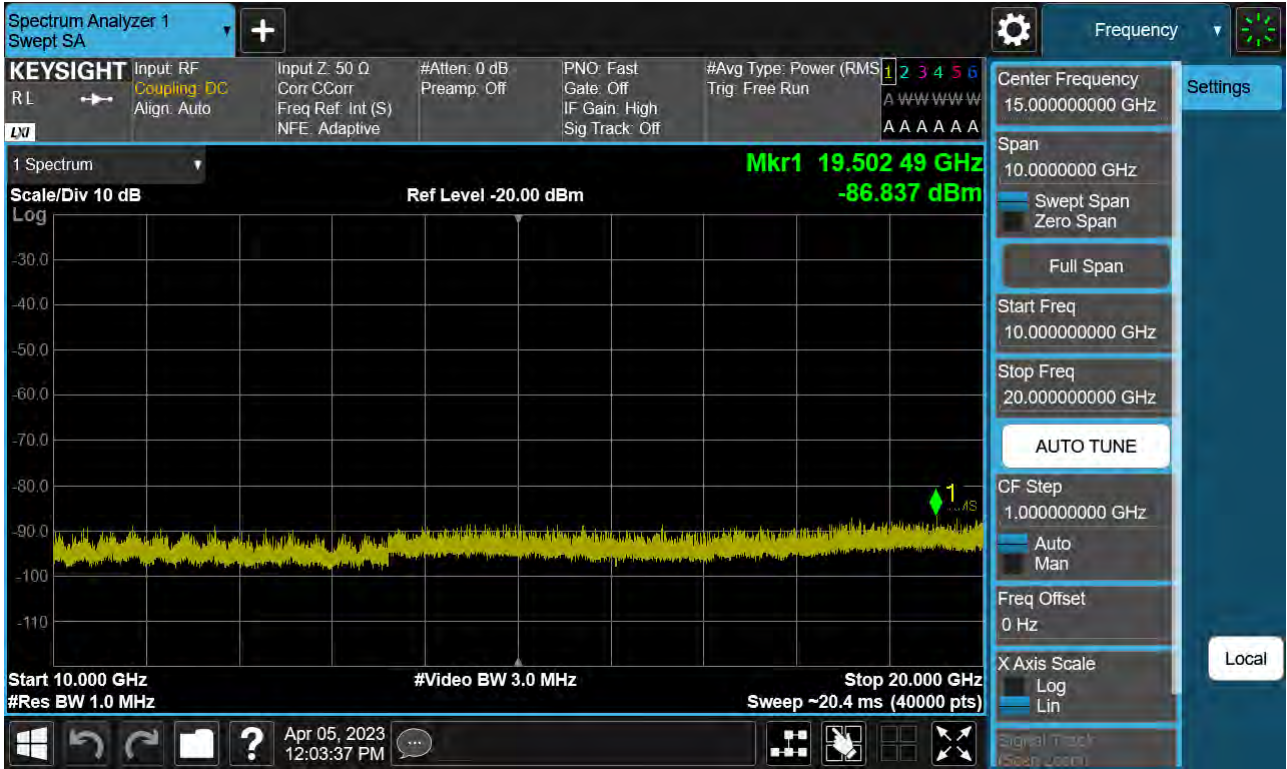 Spectrum Analyzer 1
Swept SA
+
Frequency
KEYSIGHT
R L
LXI
Input: RF
Coupling: DC
Align: Auto
Input Z: 50 Ω
Corr CCorr
Freq Ref: Int (S)
NFE: Adaptive
#Atten: 0 dB
Preamp: Off
PNO: Fast
Gate: Off
IF Gain: High
Sig Track: Off
#Avg Type: Power (RMS
Trig: Free Run
1 2 3 4 5 6
A W W W W W
A A A A A A
1 Spectrum
Scale/Div 10 dB
Ref Level -20.00 dBm
Mkr1 19.502 49 GHz
-86.837 dBm
Log
-30.0
-40.0
-50.0
-60.0
-70.0
-80.0
-90.0
-100
-110
1
Start 10.000 GHz
#Video BW 3.0 MHz
Stop 20.000 GHz
#Res BW 1.0 MHz
Sweep ~20.4 ms (40000 pts)
Center Frequency
15.000000000 GHz
Settings
Span
10.0000000 GHz
Swept Span
Zero Span
Full Span
Start Freq
10.000000000 GHz
Stop Freq
20.000000000 GHz
AUTO TUNE
CF Step
1.000000000 GHz
Auto
Man
Freq Offset
0 Hz
X Axis Scale
Log
Lin
Signal Track
(Span Zoom)
Local
?
Apr 05, 2023
12:03:37 PM